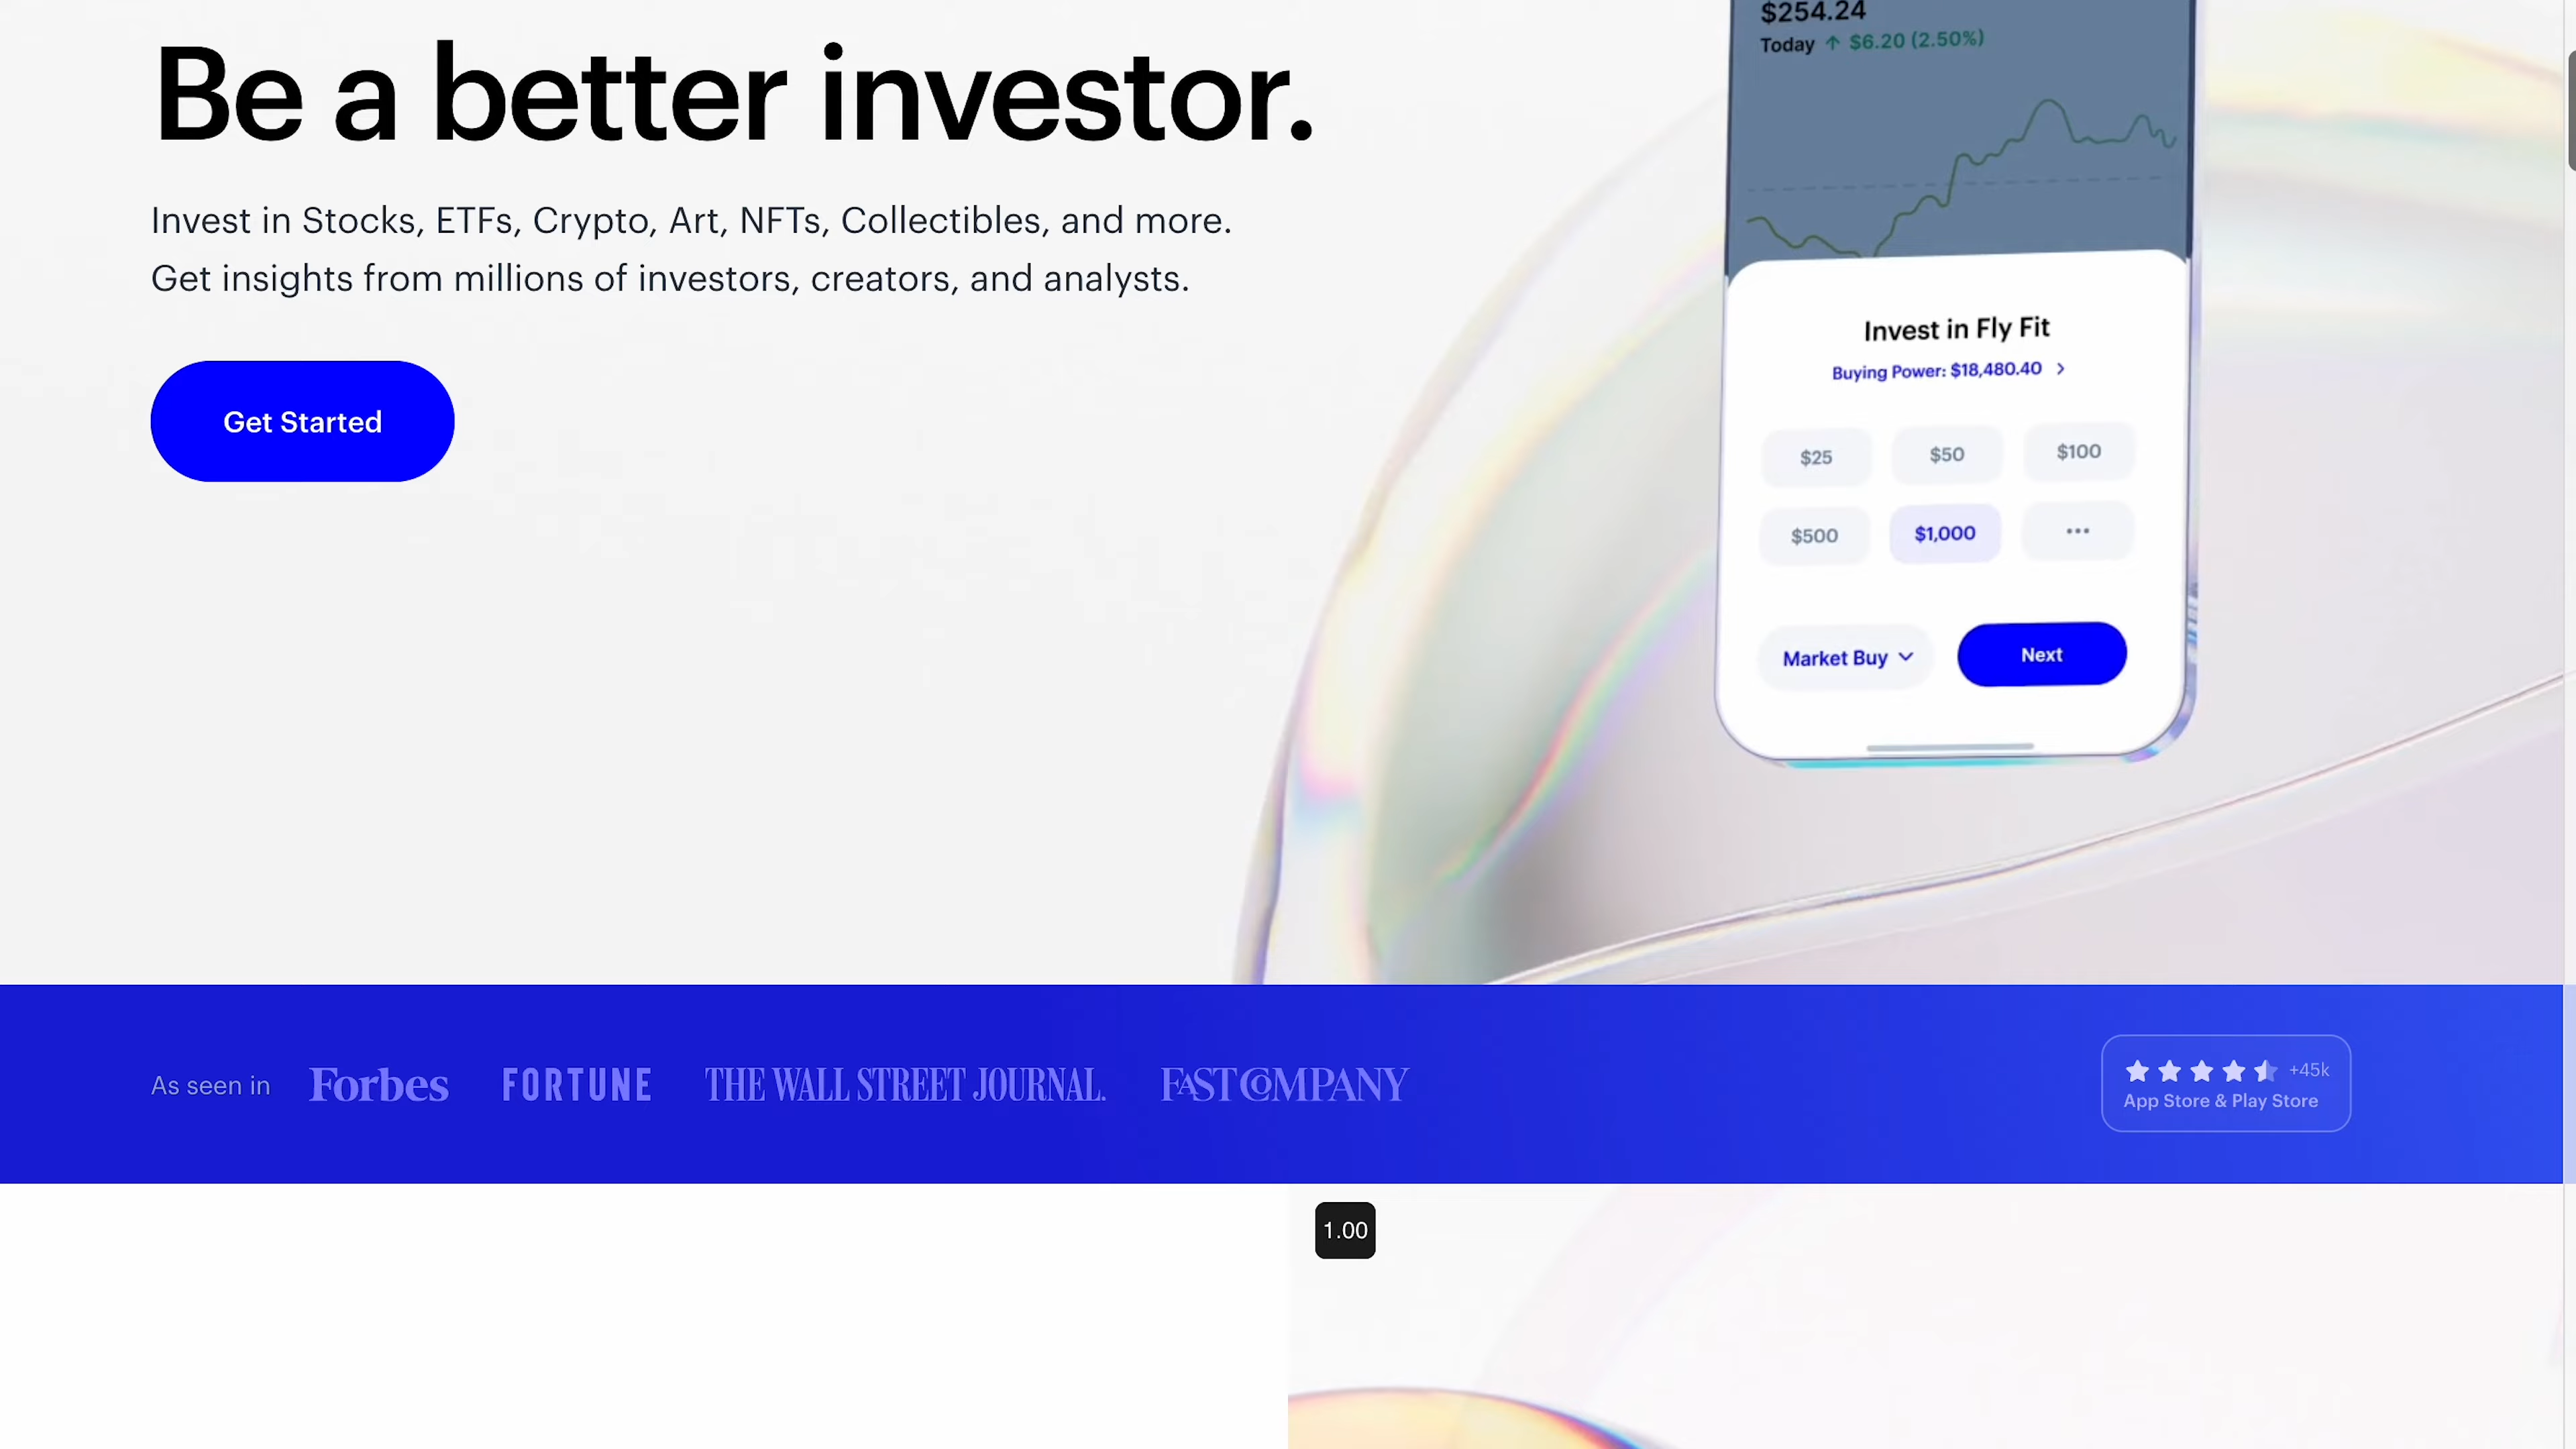 Be a better investor.
Invest in Stocks, ETFs, Crypto, Art, NFTs, Collectibles, and more.
Get insights from millions of investors, creators, and analysts.
Get Started
$254.24
Today ↑ $6.20 (2.50%)
Invest in Fly Fit
Buying Power: $18,480.40 >
$25 $50 $100
$500 $1,000 •••
Market Buy Next
As seen in Forbes FORTUNE THE WALL STREET JOURNAL. FAST COMPANY
+45k
App Store & Play Store
1.00